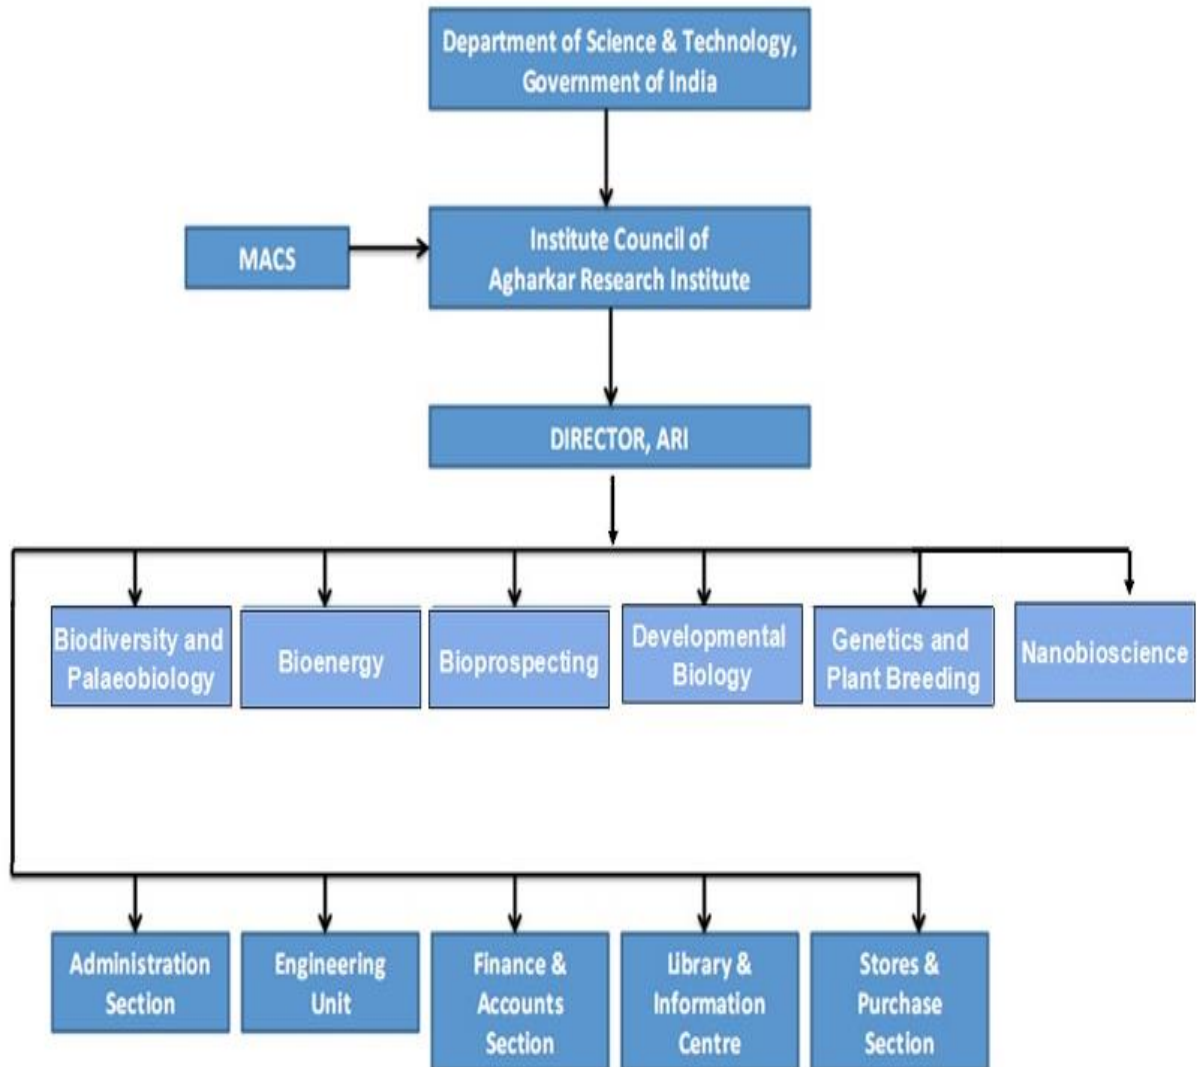 Department of Science & Technology,
Government of India
MACS
Institute Council of
Agharkar Research Institute
DIRECTOR, ARI
Biodiversity and
Palaeobiology
Bioenergy
Bioprospecting
Developmental
Biology
Genetics and
Plant Breeding
Nanobioscience
Administration
Section
Engineering
Unit
Finance &
Accounts
Section
Library &
Information
Centre
Stores &
Purchase
Section